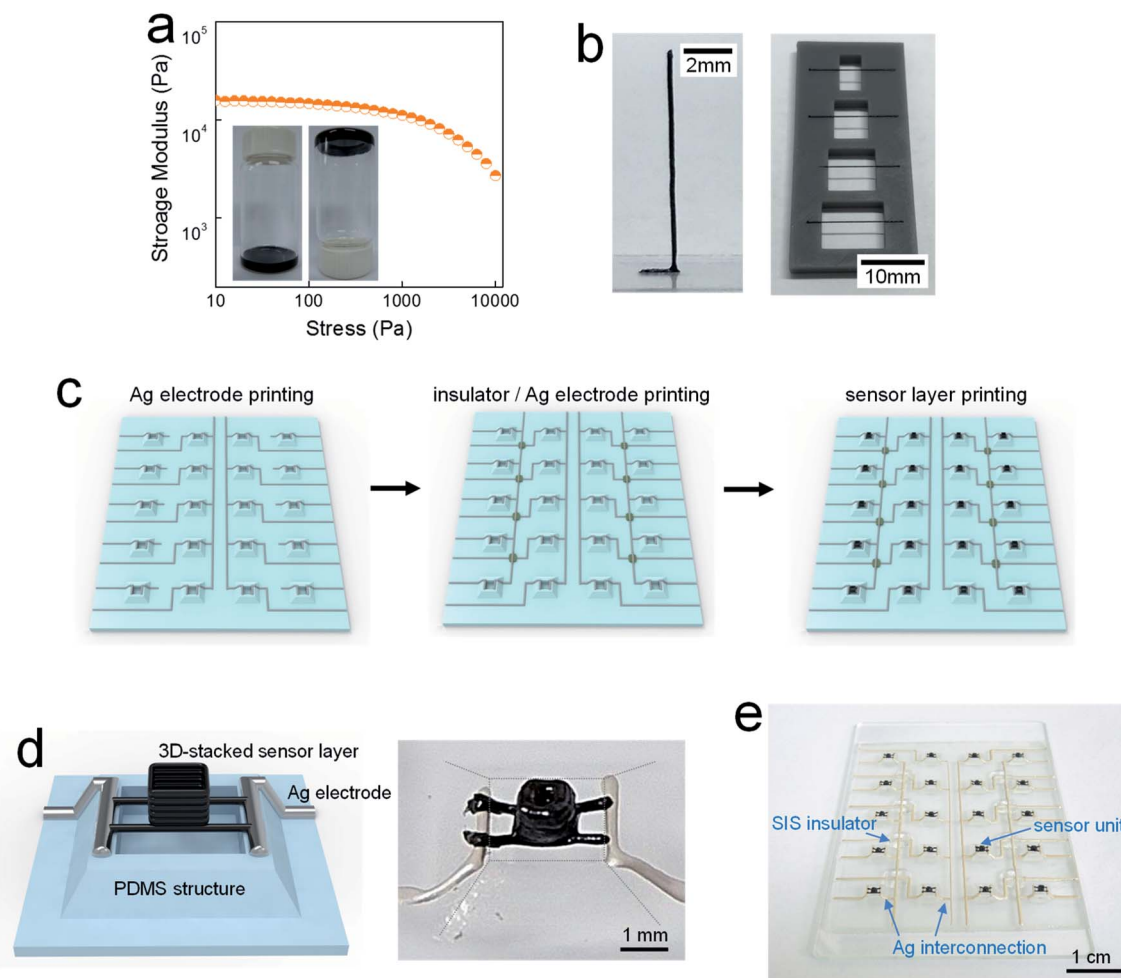 a
10⁵
10⁴
10³
Stroage Modulus (Pa)
10 100 1000 10000
Stress (Pa)
b
2mm
10mm
c
Ag electrode printing
insulator / Ag electrode printing
sensor layer printing
d
3D-stacked sensor layer
Ag electrode
PDMS structure
1 mm
e
SIS insulator
sensor unit
Ag interconnection
1 cm